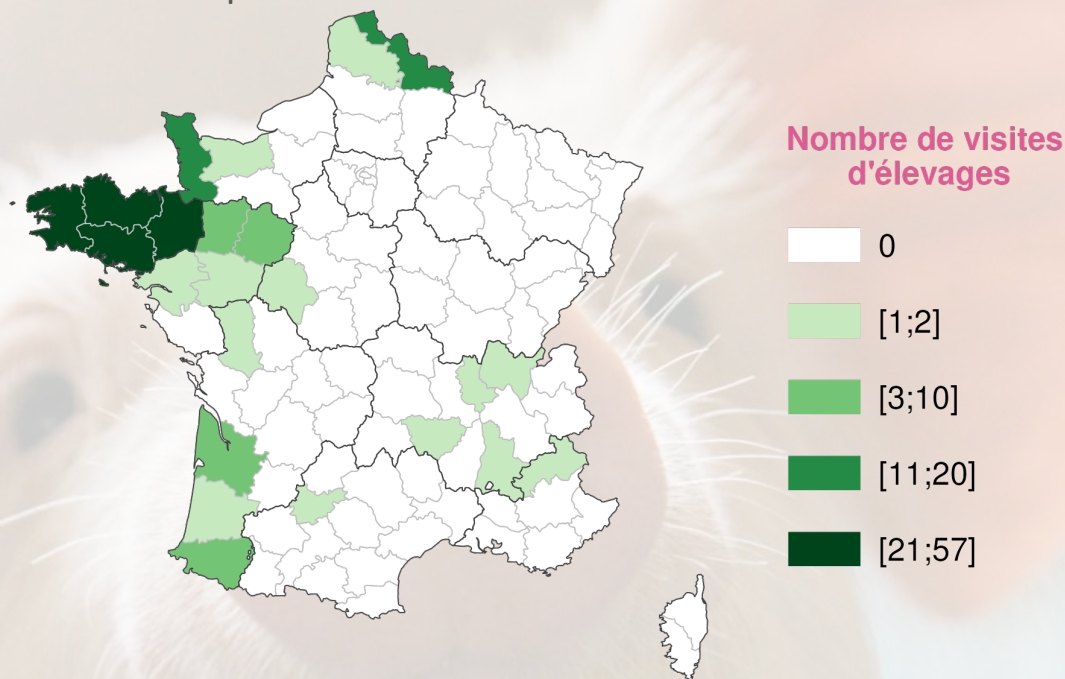 Nombre de visites
d'élevages
0
[1;2]
[3;10]
[11;20]
[21;57]